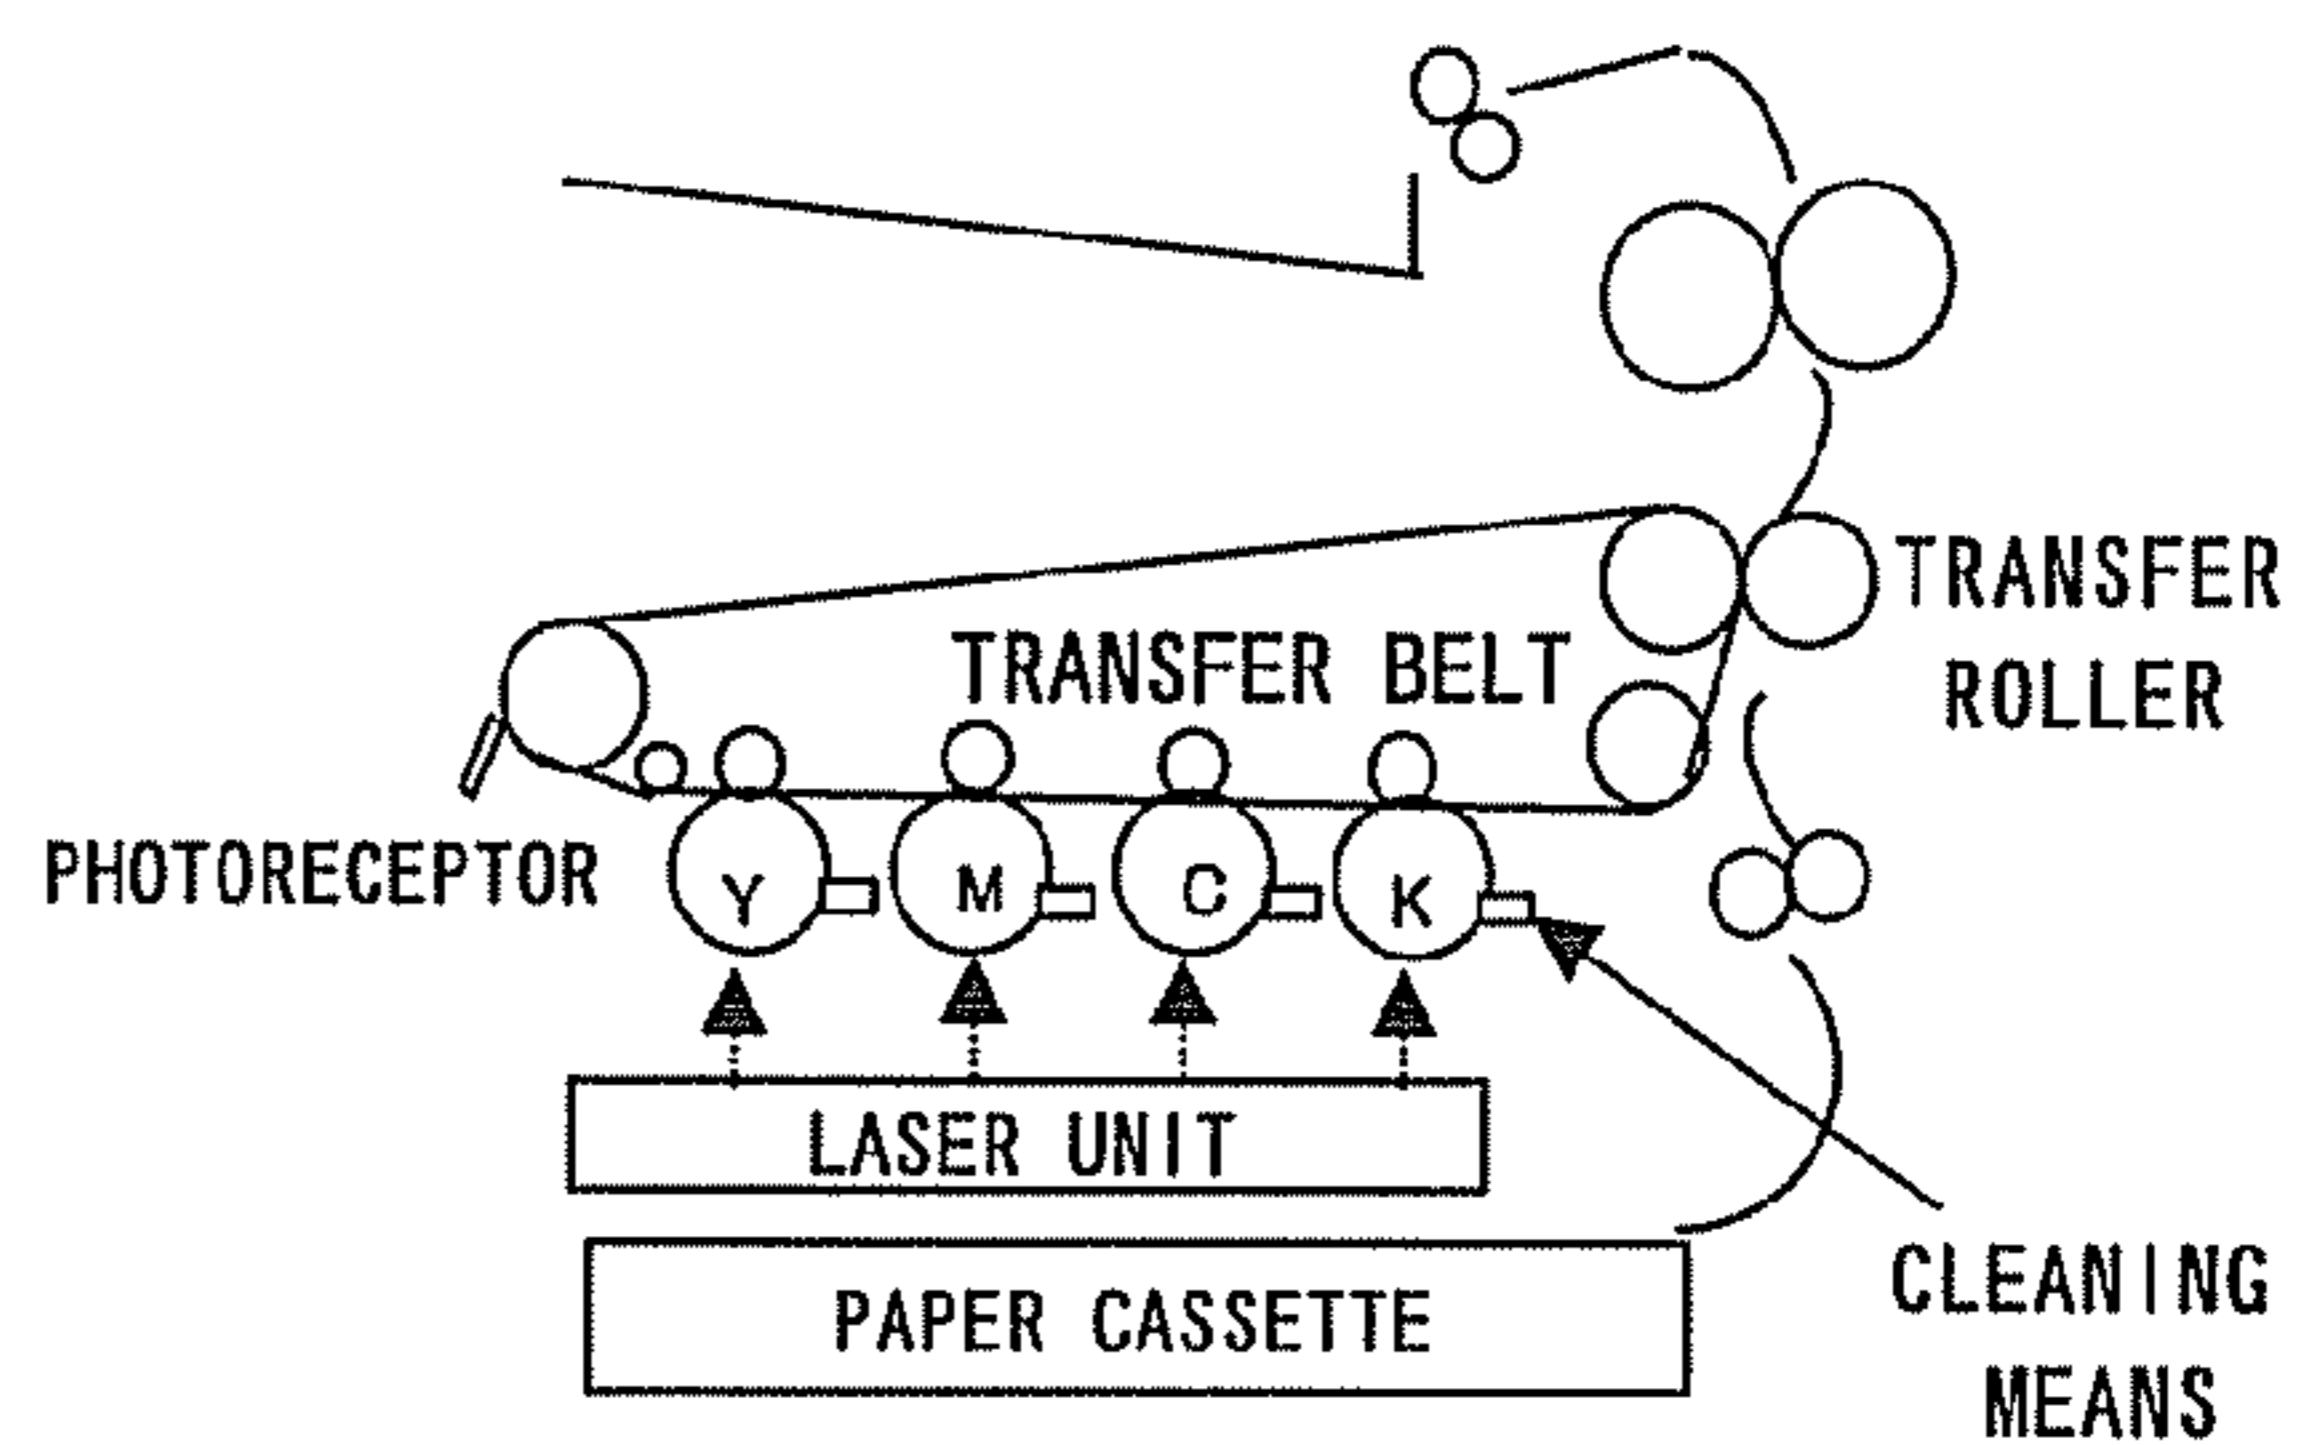 TRANSFER
ROLLER
TRANSFER BELT
PHOTORECEPTOR
Y M C K
LASER UNIT
PAPER CASSETTE
CLEANING
MEANS